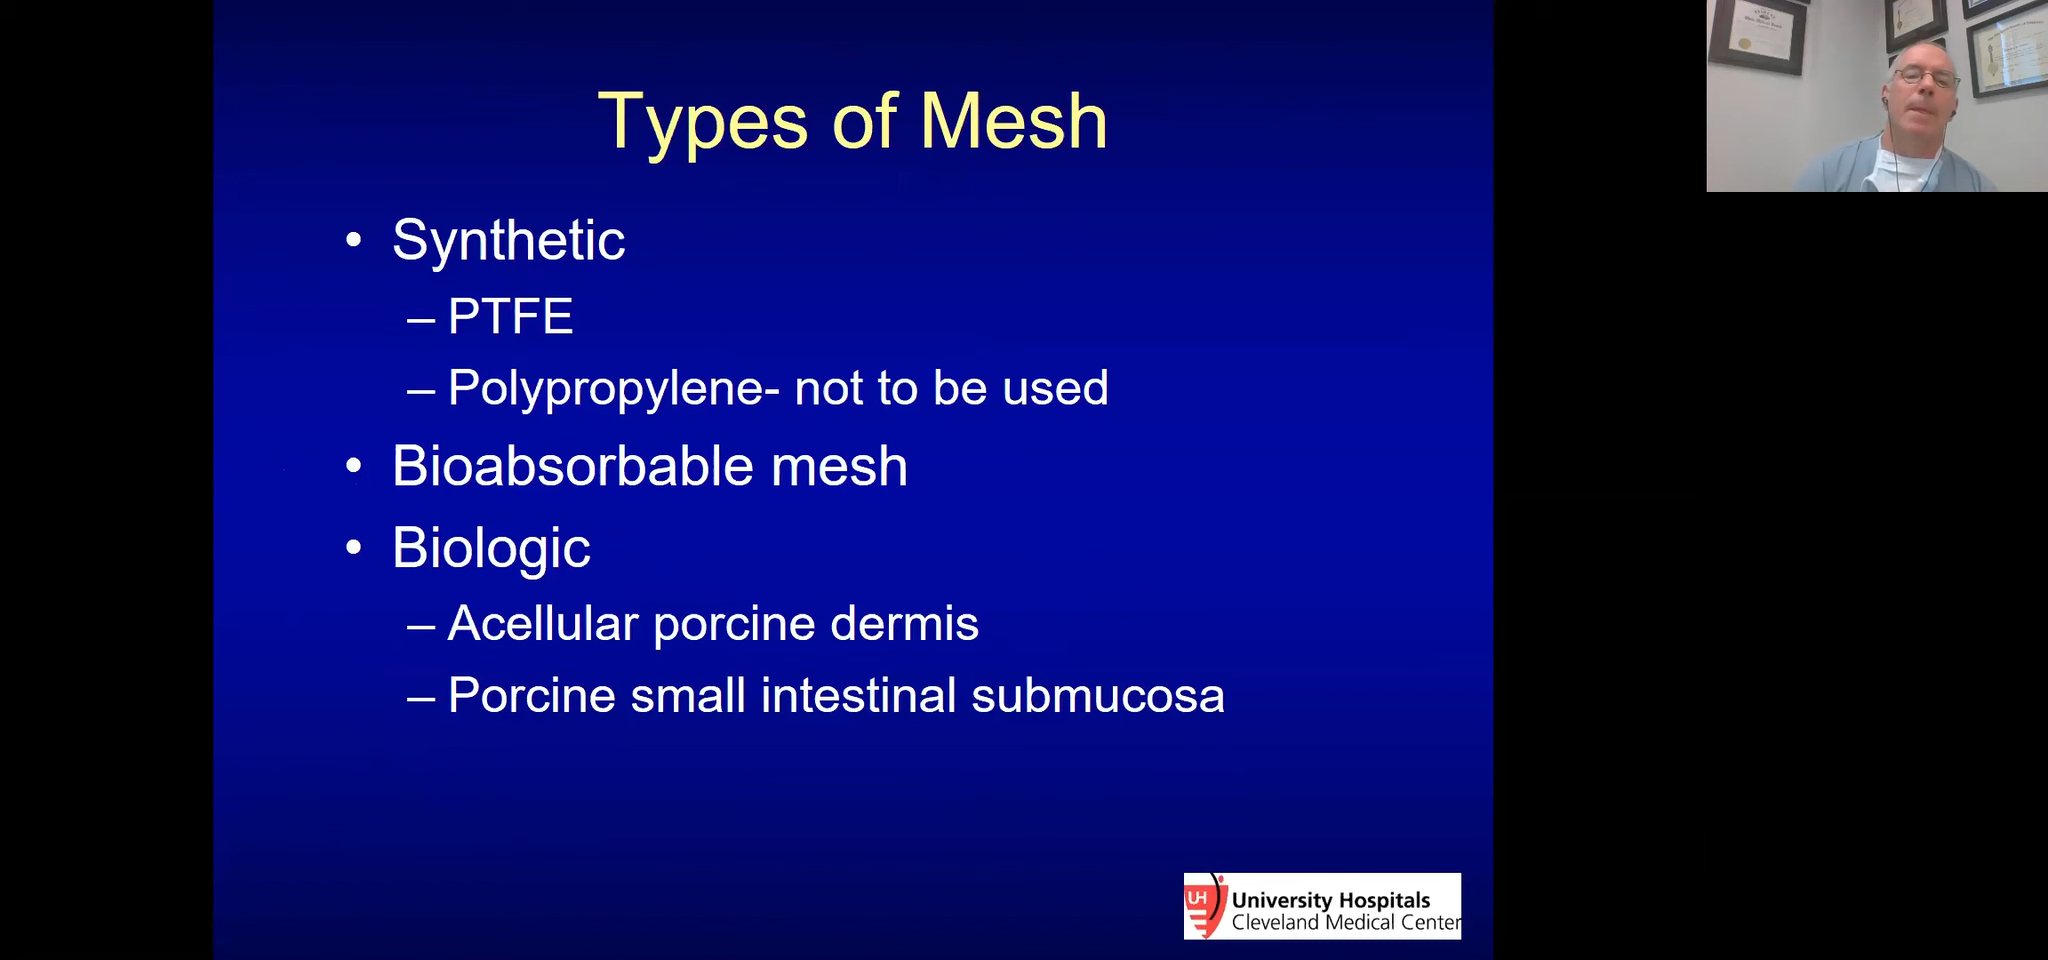 Types of Mesh
• Synthetic
– PTFE
– Polypropylene- not to be used
• Bioabsorbable mesh
• Biologic
– Acellular porcine dermis
– Porcine small intestinal submucosa
UH
University Hospitals
Cleveland Medical Center